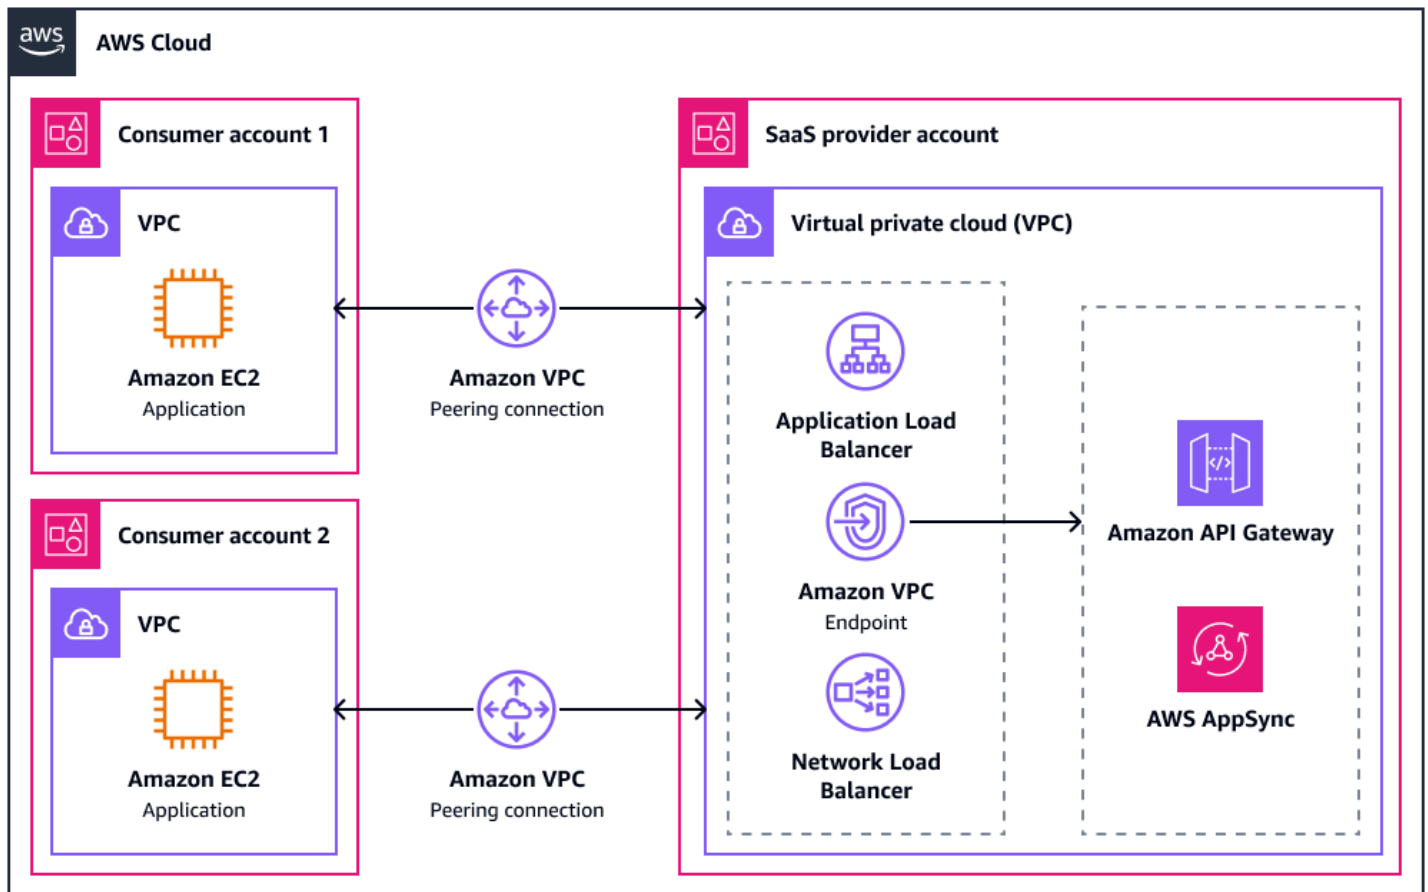 aws
AWS Cloud
Consumer account 1
VPC
Amazon EC2
Application
Amazon VPC
Peering connection
Consumer account 2
VPC
Amazon EC2
Application
Amazon VPC
Peering connection
SaaS provider account
Virtual private cloud (VPC)
Application Load
Balancer
Amazon VPC
Endpoint
Network Load
Balancer
</>
Amazon API Gateway
AWS AppSync